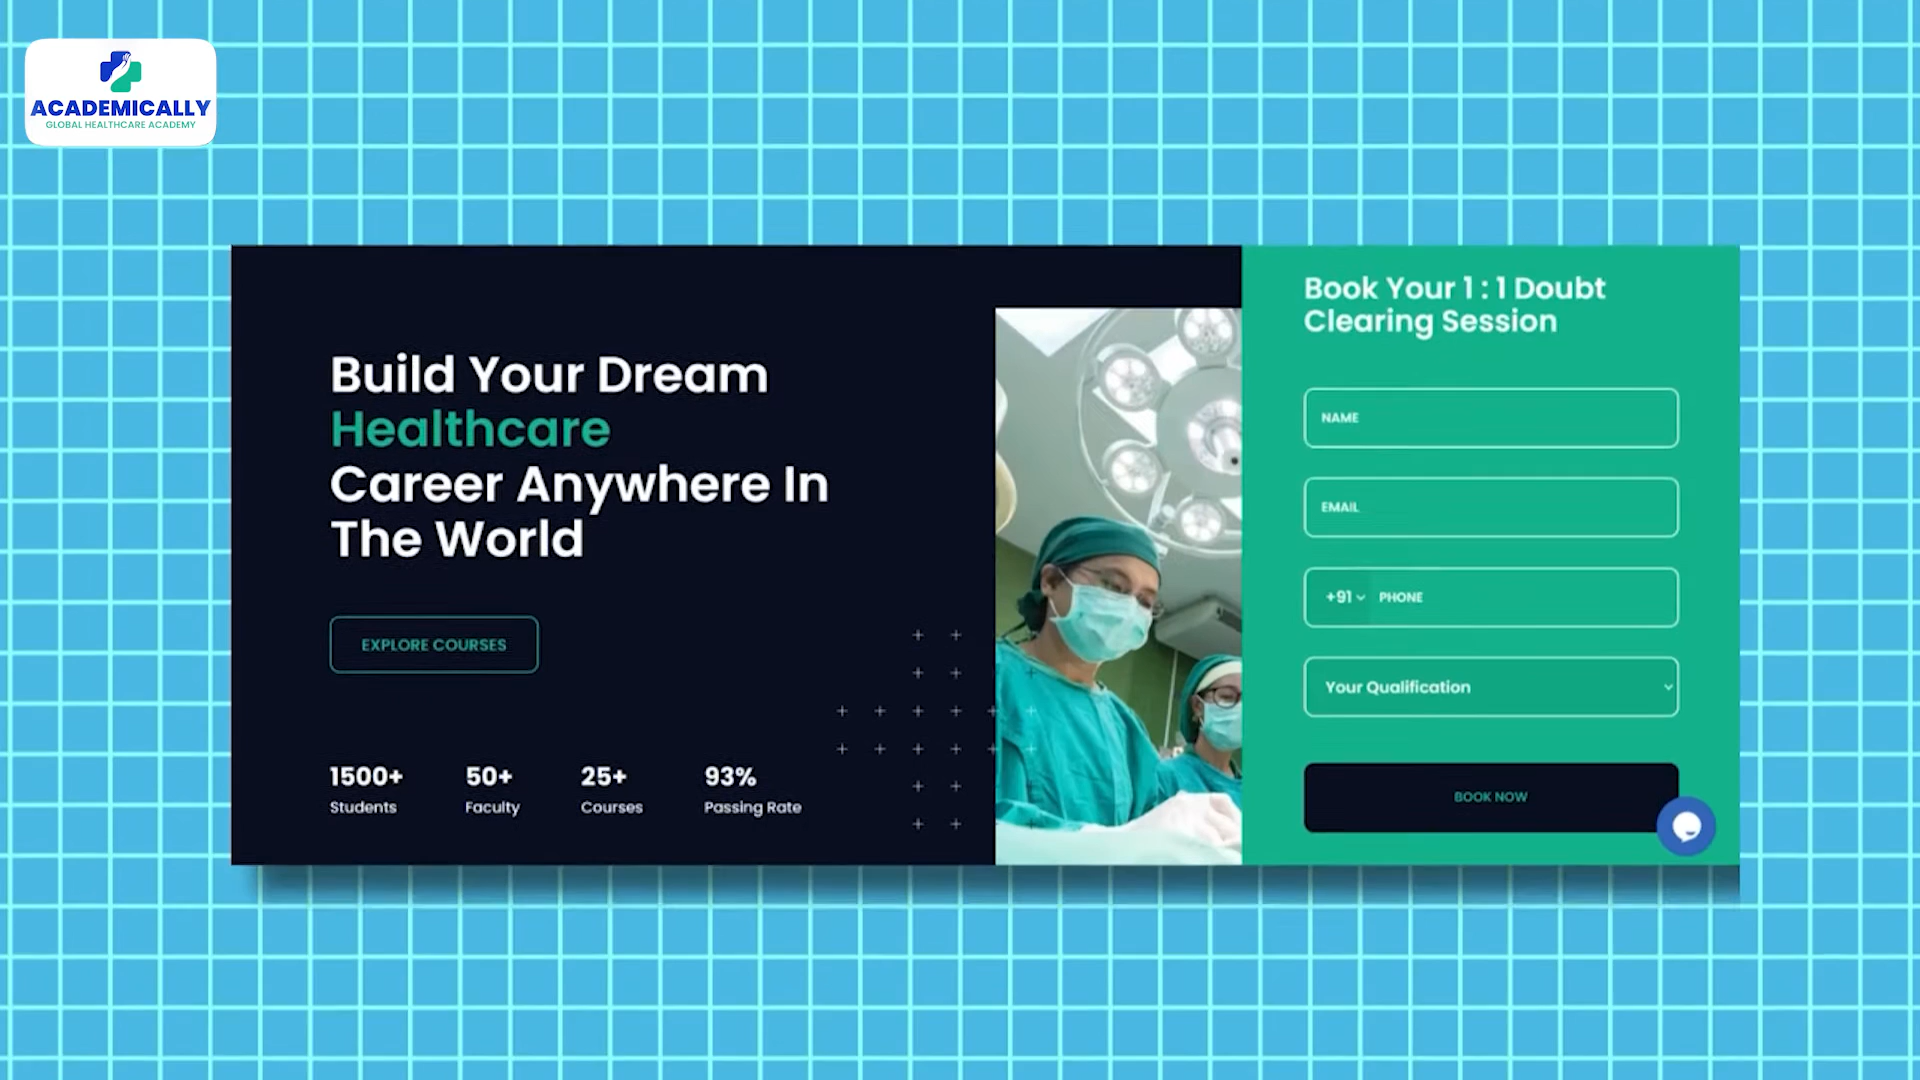 ACADEMICALLY
GLOBAL HEALTHCARE ACADEMY
Build Your Dream
Healthcare
Career Anywhere In
The World
EXPLORE COURSES
1500+
Students
50+
Faculty
25+
Courses
93%
Passing Rate
Book Your 1 : 1 Doubt
Clearing Session
NAME
EMAIL
+91 PHONE
Your Qualification
BOOK NOW